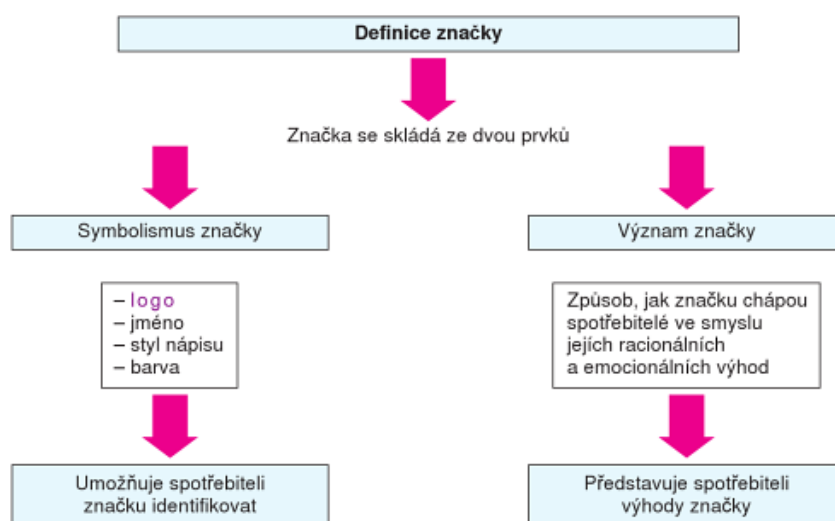 Definice značky
Značka se skládá ze dvou prvků
Symbolismus značky
– logo
– jméno
– styl nápisu
– barva
Umožňuje spotřebiteli
značku identifikovat
Význam značky
Způsob, jak značku chápou
spotřebitelé ve smyslu
jejích racionálních
a emocionálních výhod
Představuje spotřebiteli
výhody značky